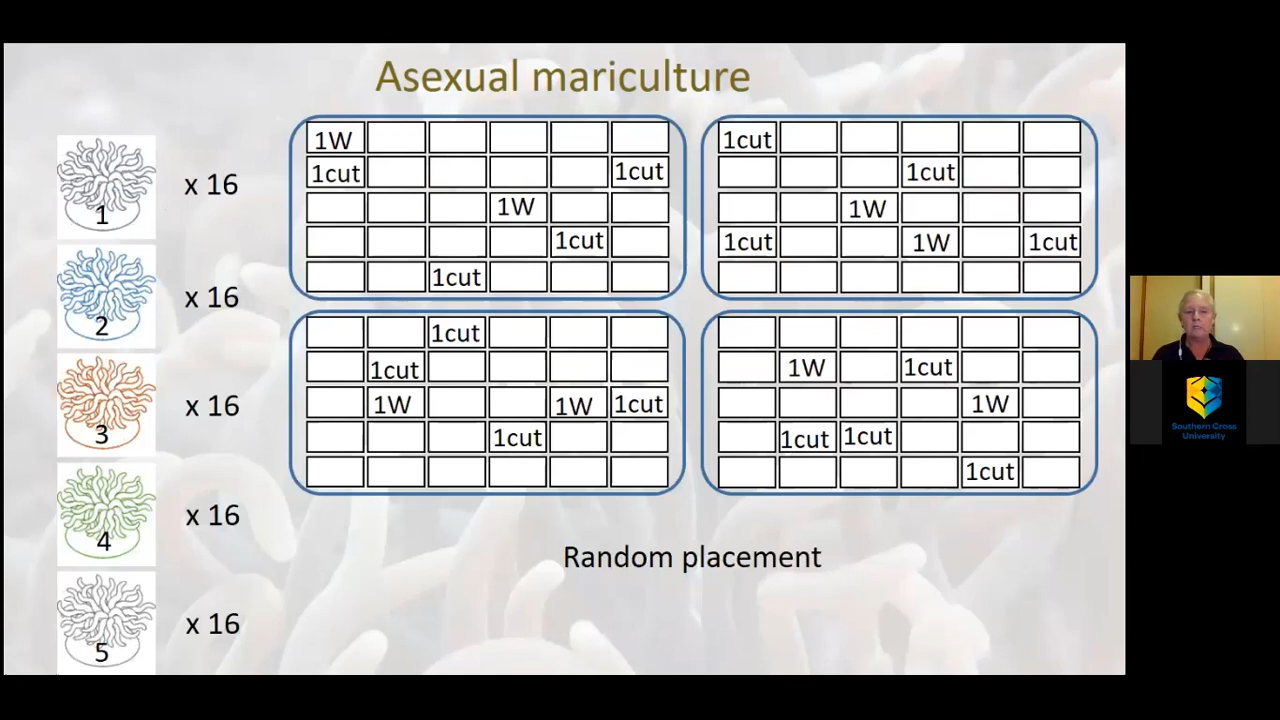 Asexual mariculture
1 x 16
2 x 16
3 x 16
4 x 16
5 x 16
1W
1cut 1cut
1W
1cut
1cut
1cut
1cut
1W
1cut 1W 1cut
1cut
1cut
1W 1W 1cut
1cut
1W 1cut
1W
1cut 1cut
1cut
Random placement
Southern Cross
University